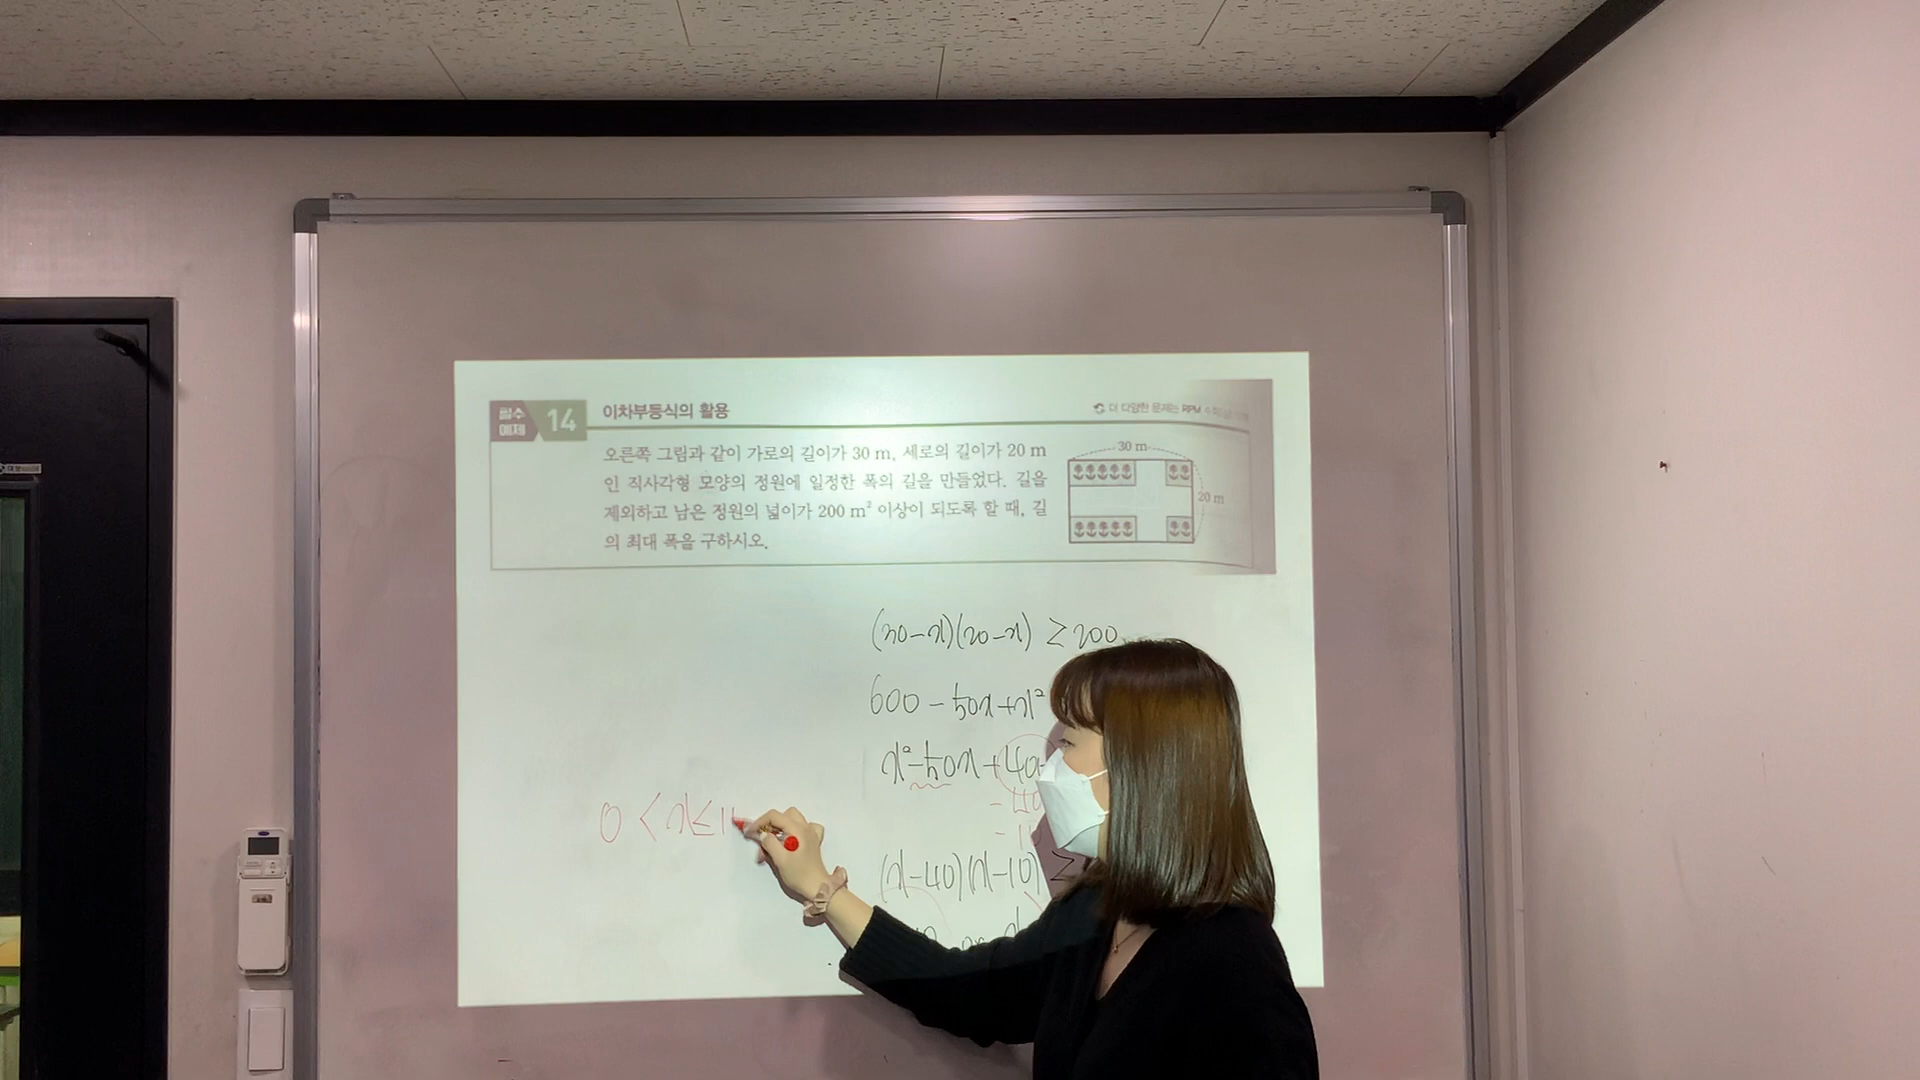 필수
예제
14
이차부등식의 활용
더 다양한 문제는 RPM
오른쪽 그림과 같이 가로의 길이가 30 m, 세로의 길이가 20 m
인 직사각형 모양의 정원에 일정한 폭의 길을 만들었다. 길을
제외하고 남은 정원의 넓이가 200 m² 이상이 되도록 할 때, 길
의 최대 폭을 구하시오.
30 m
20 m
(30-x)(20-x) ≥ 200
600 - 50x + x²
x² - 50x + 40
(x-40)(x-10) ≥
0 < x ≤ 1